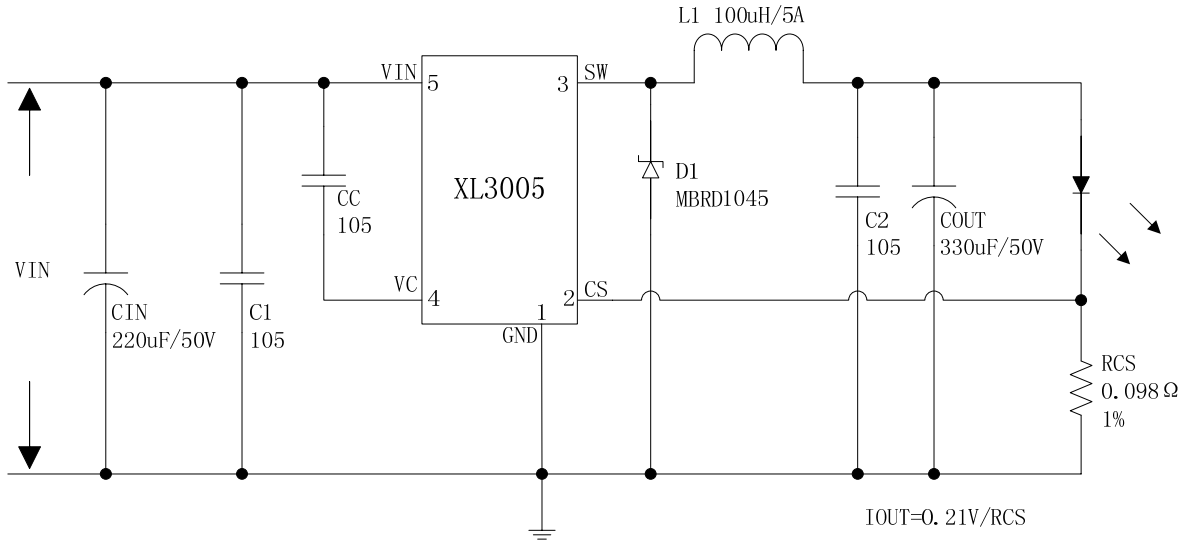 L1 100uH/5A
VIN
5
3
SW
XL3005
CC
105
D1
MBRD1045
C2
105
COUT
330uF/50V
VIN
VC
4
2
CS
1
GND
CIN
220uF/50V
C1
105
RCS
0.098Ω
1%
IOUT=0.21V/RCS